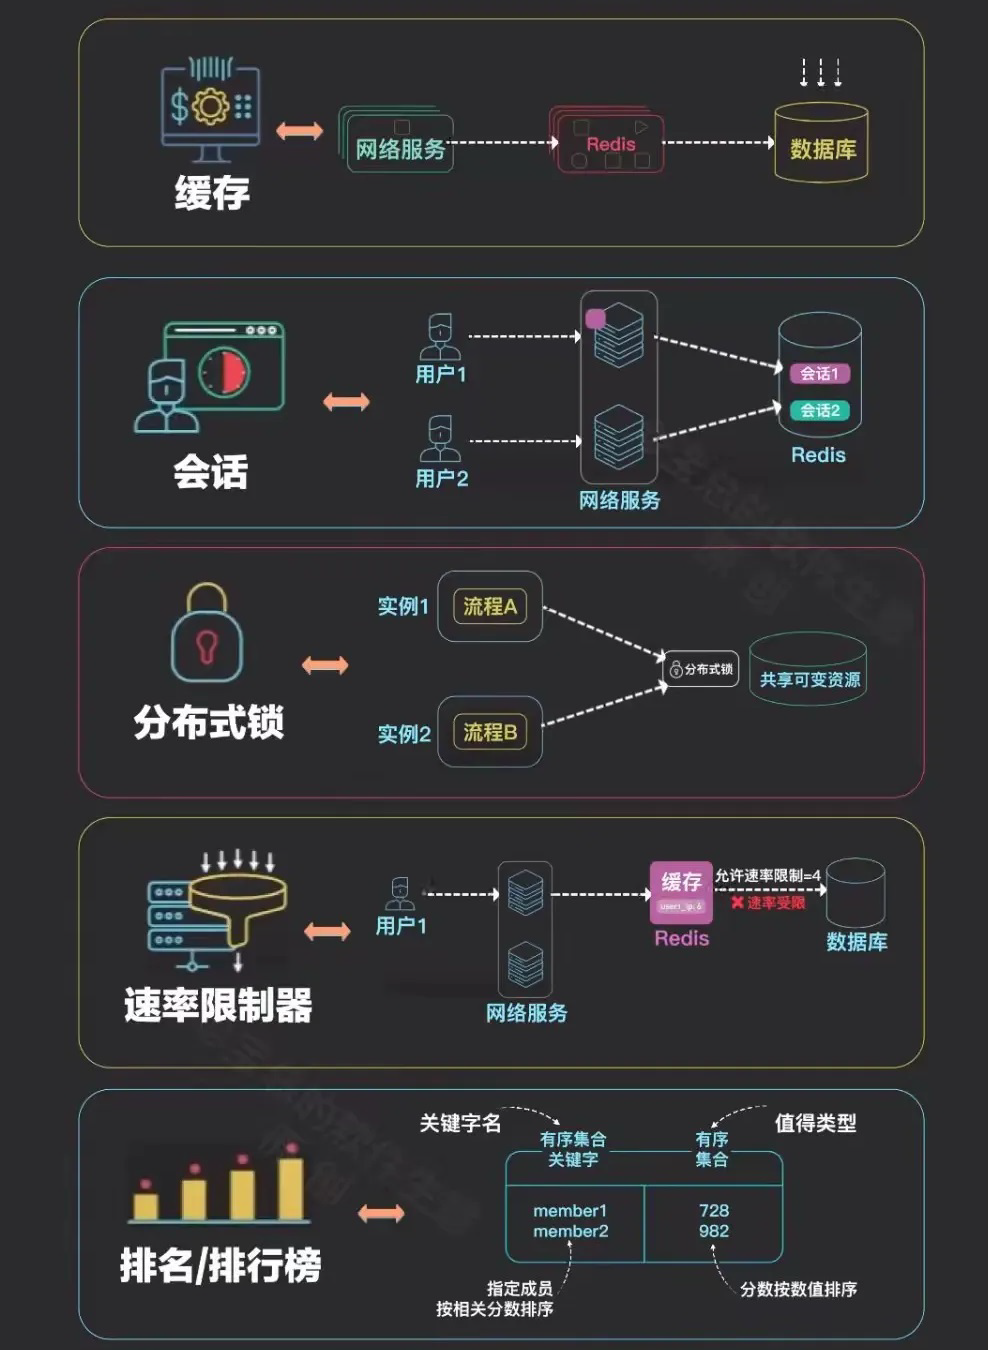 缓存
网络服务
Redis
数据库
会话
用户1
用户2
网络服务
会话1
会话2
Redis
分布式锁
实例1
流程A
实例2
流程B
分布式锁
共享可变资源
速率限制器
用户1
网络服务
缓存
user1_ip: 6
Redis
允许速率限制=4
速率受限
数据库
排名/排行榜
关键字名
值得类型
有序集合
关键字
有序
集合
member1
728
member2
982
指定成员
按相关分数排序
分数按数值排序